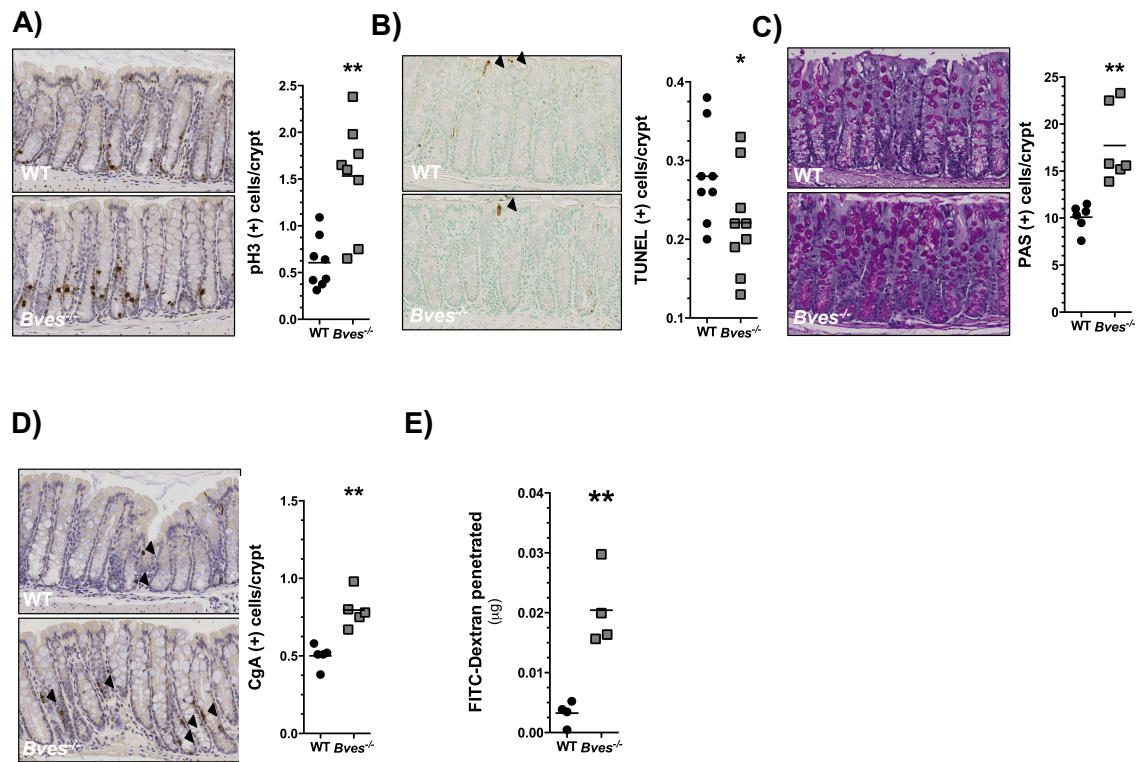 A)
WT
Bves-/-
pH3 (+) cells/crypt
2.5
2.0
1.5
1.0
0.5
0.0
**
WT Bves-/-
B)
WT
Bves-/-
TUNEL (+) cells/crypt
0.4
0.3
0.2
0.1
*
WT Bves-/-
C)
WT
Bves-/-
PAS (+) cells/crypt
25
20
15
10
5
0
**
WT Bves-/-
D)
WT
Bves-/-
CgA (+) cells/crypt
1.5
1.0
0.5
0.0
**
WT Bves-/-
E)
FITC-Dextran penetrated
(μg)
0.04
0.03
0.02
0.01
0.00
**
WT Bves-/-